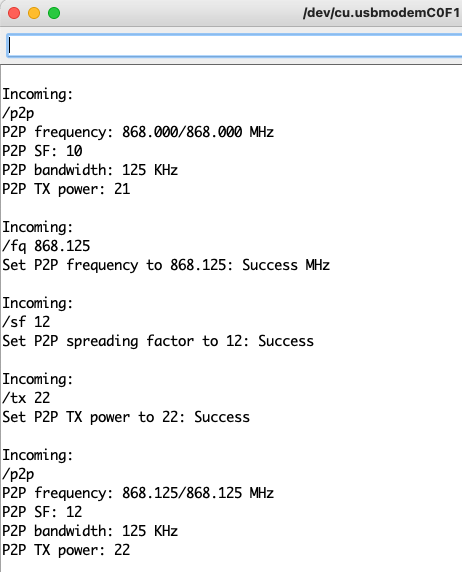 /dev/cu.usbmodemC0F1
Incoming:
/p2p
P2P frequency: 868.000/868.000 MHz
P2P SF: 10
P2P bandwidth: 125 KHz
P2P TX power: 21
Incoming:
/fq 868.125
Set P2P frequency to 868.125: Success MHz
Incoming:
/sf 12
Set P2P spreading factor to 12: Success
Incoming:
/tx 22
Set P2P TX power to 22: Success
Incoming:
/p2p
P2P frequency: 868.125/868.125 MHz
P2P SF: 12
P2P bandwidth: 125 KHz
P2P TX power: 22